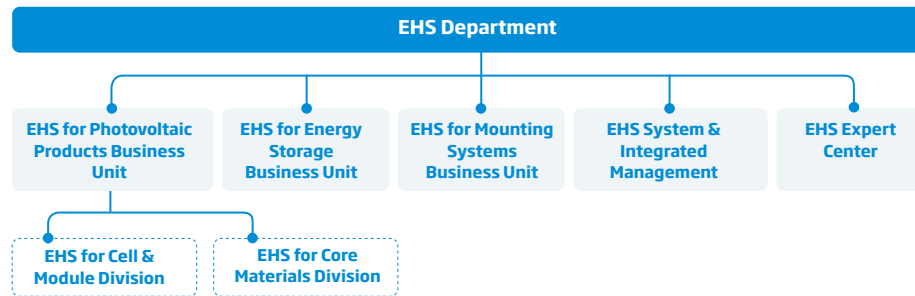 EHS Department
EHS for Photovoltaic
Products Business
Unit
EHS for Energy
Storage
Business Unit
EHS for Mounting
Systems
Business Unit
EHS System &
Integrated
Management
EHS Expert
Center
EHS for Cell &
Module Division
EHS for Core
Materials Division